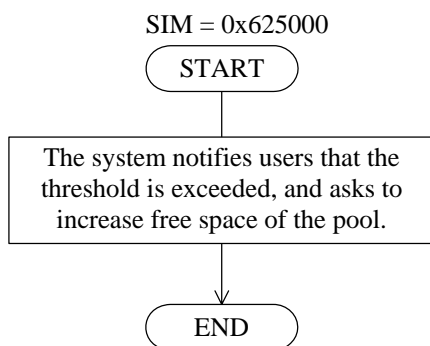 SIM = 0x625000
START
The system notifies users that the
threshold is exceeded, and asks to
increase free space of the pool.
END